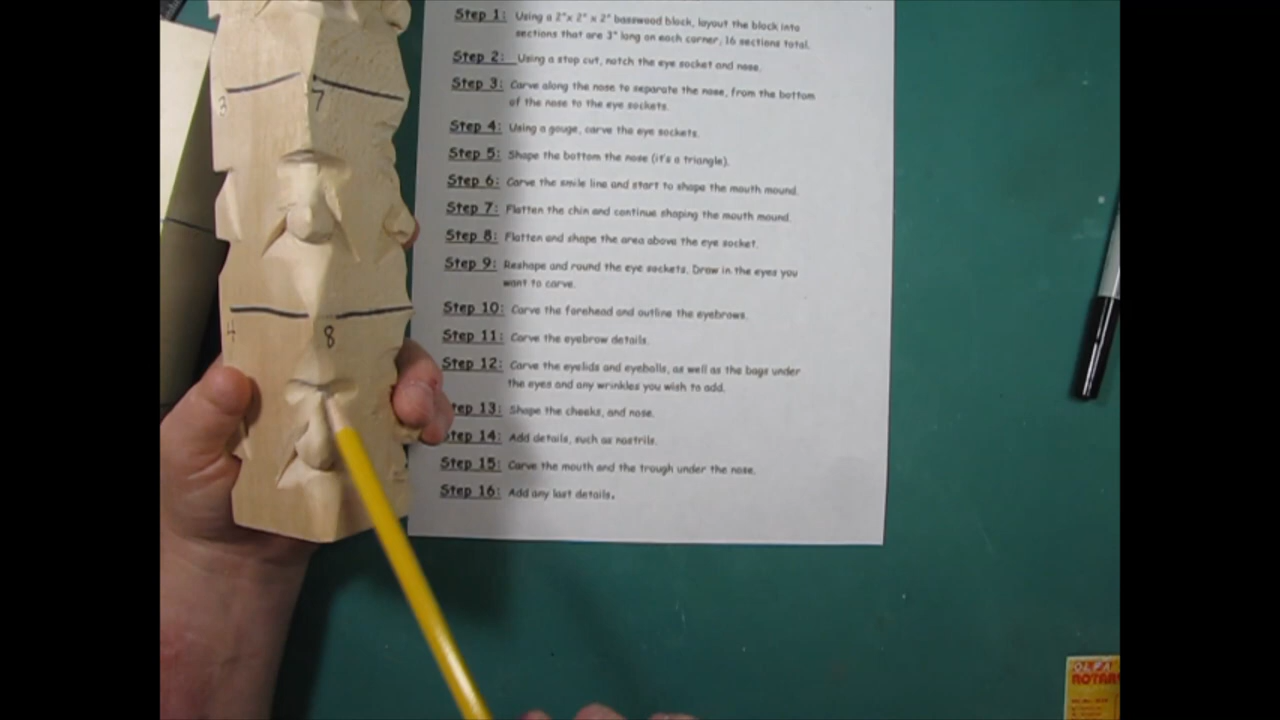 Step 1: Using a 2"x 2" x 2" basswood block, layout the block into
sections that are 3" long on each corner; 16 sections total.
Step 2: Using a stop cut, notch the eye socket and nose.
Step 3: Carve along the nose to separate the nose, from the bottom
of the nose to the eye sockets.
Step 4: Using a gouge, carve the eye sockets.
Step 5: Shape the bottom the nose (it's a triangle).
Step 6: Carve the smile line and start to shape the mouth mound.
Step 7: Flatten the chin and continue shaping the mouth mound.
Step 8: Flatten and shape the area above the eye socket.
Step 9: Reshape and round the eye sockets. Draw in the eyes you
want to carve.
Step 10: Carve the forehead and outline the eyebrows.
Step 11: Carve the eyebrow details.
Step 12: Carve the eyelids and eyeballs, as well as the bags under
the eyes and any wrinkles you wish to add.
tep 13: Shape the cheeks, and nose.
tep 14: Add details, such as nostrils.
Step 15: Carve the mouth and the trough under the nose.
Step 16: Add any last details.
3 7
4 8
OLFA
ROTAR